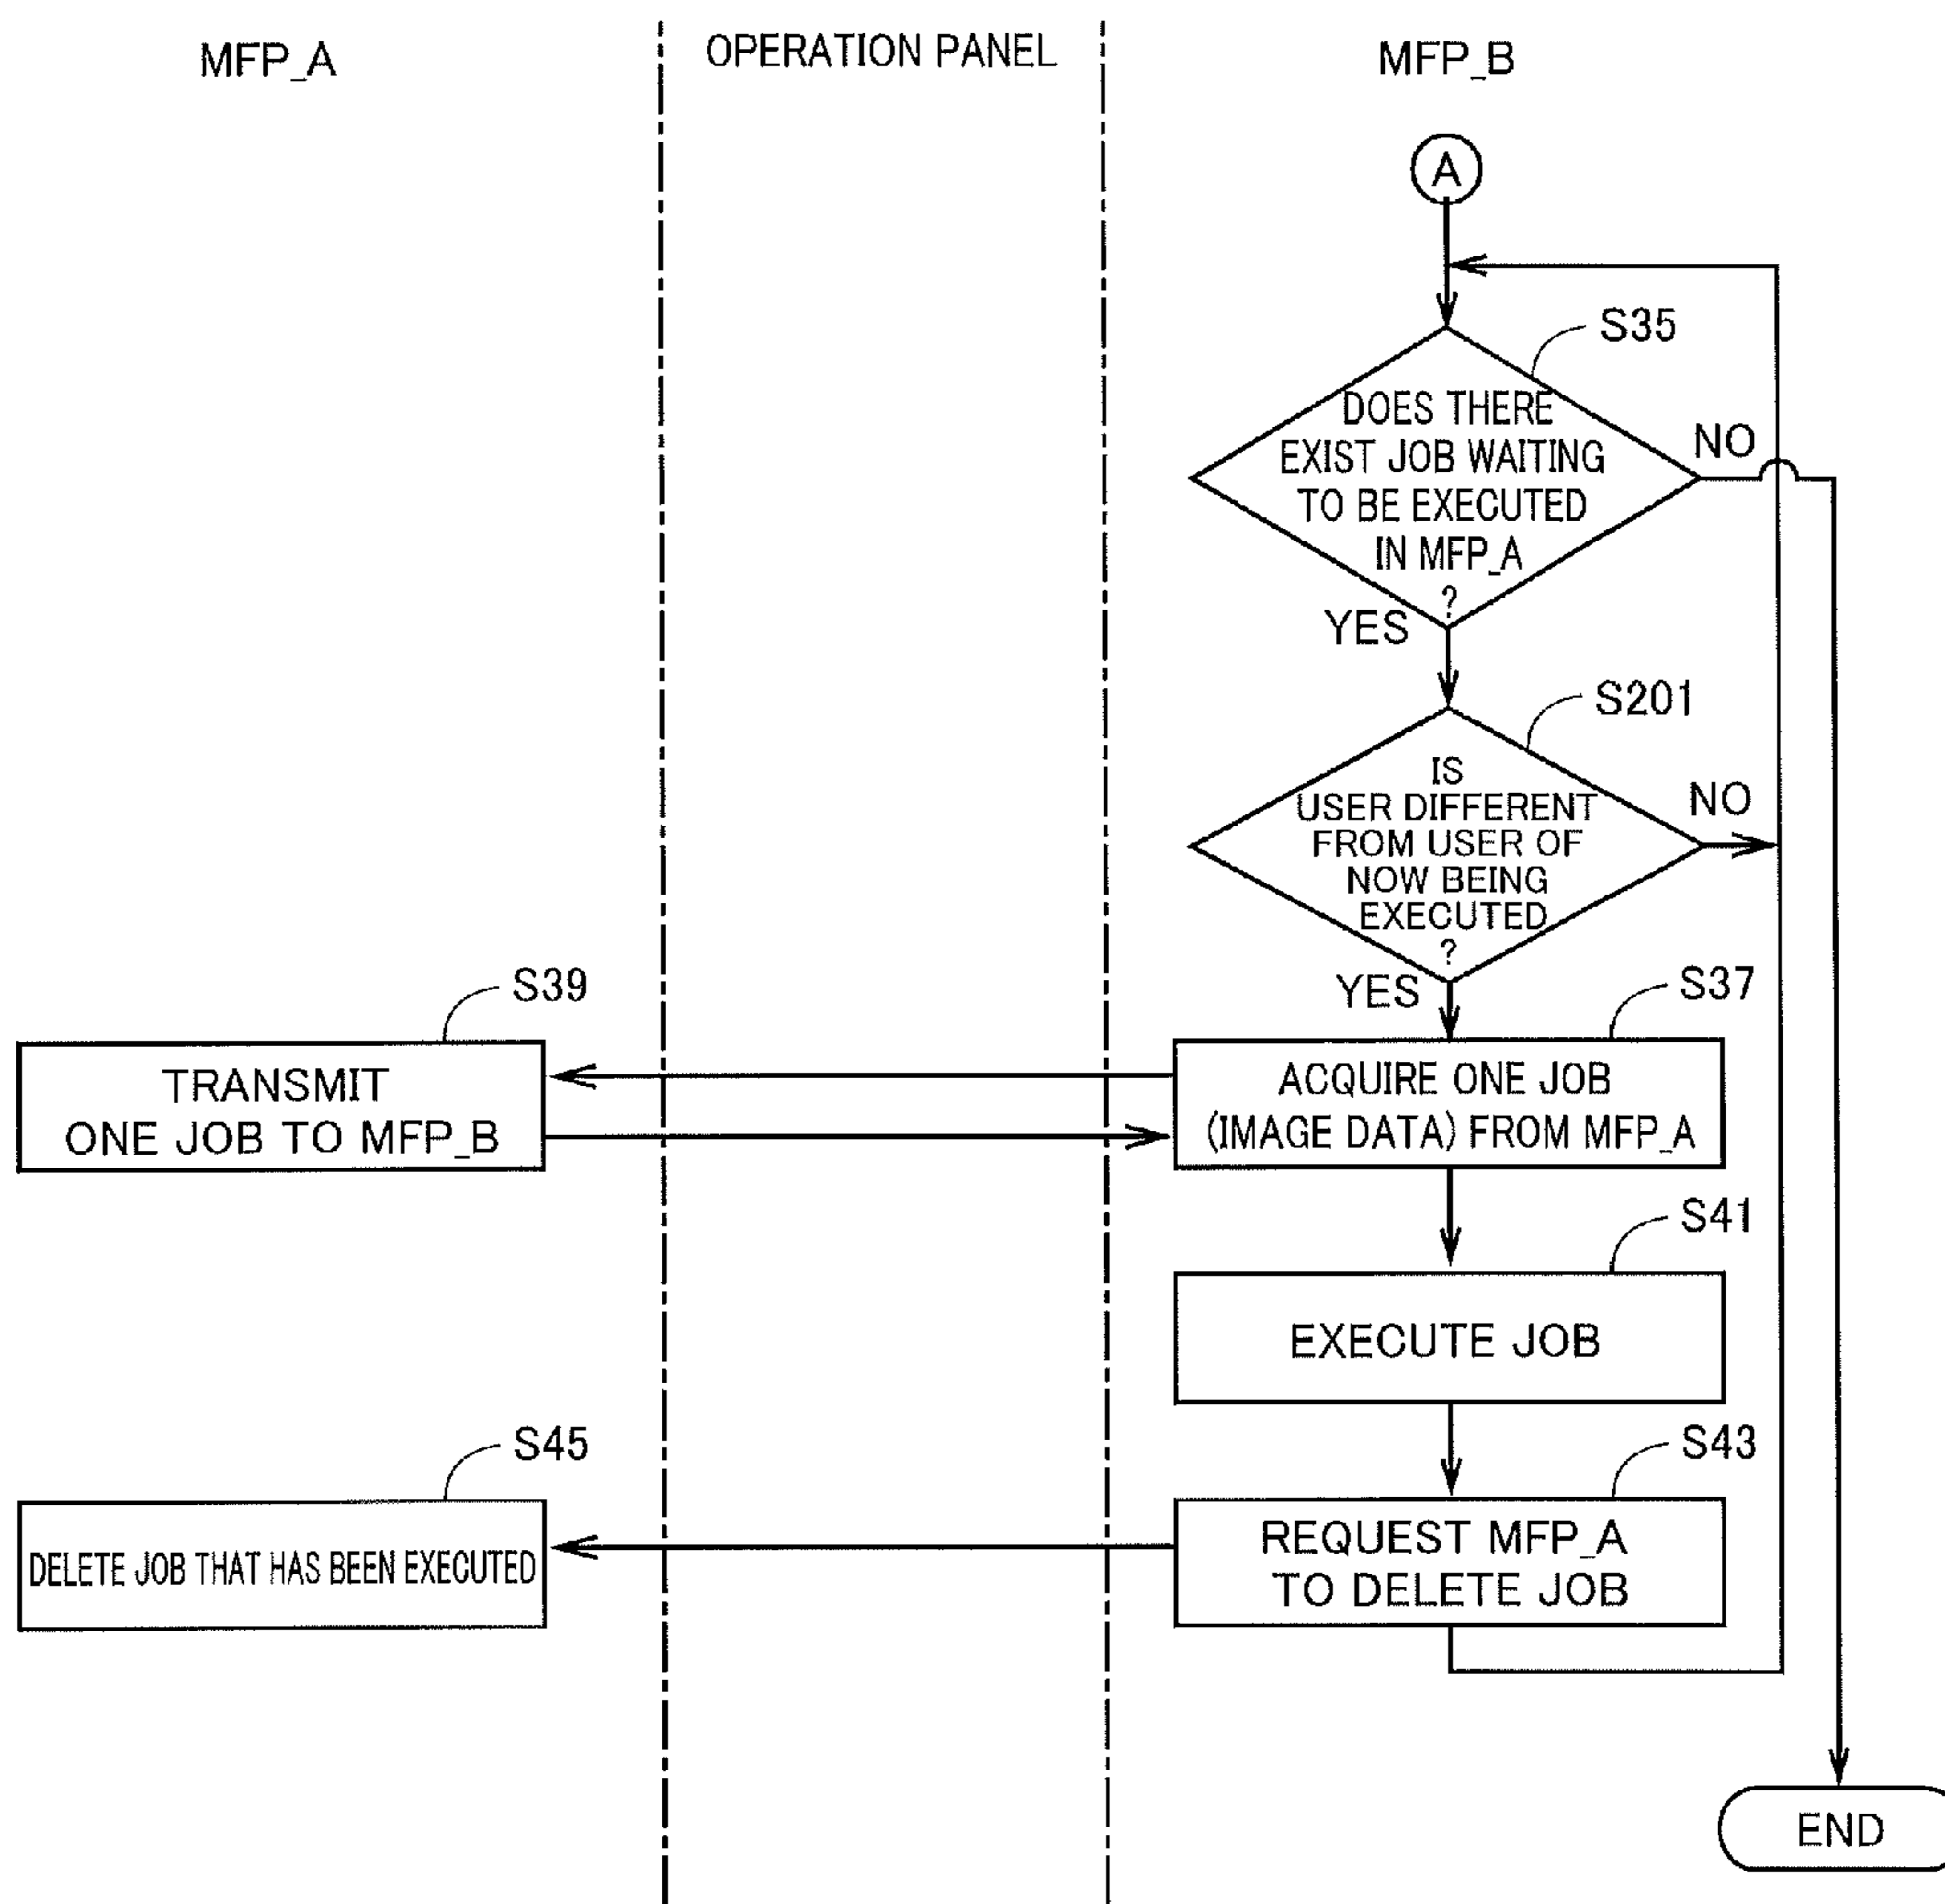 MFP_A
OPERATION PANEL
MFP_B
A
S35
DOES THERE
EXIST JOB WAITING
TO BE EXECUTED
IN MFP_A
?
NO
YES
S201
IS
USER DIFFERENT
FROM USER OF
NOW BEING
EXECUTED
?
NO
YES
S39
TRANSMIT
ONE JOB TO MFP_B
S37
ACQUIRE ONE JOB
(IMAGE DATA) FROM MFP_A
S41
EXECUTE JOB
S45
DELETE JOB THAT HAS BEEN EXECUTED
S43
REQUEST MFP_A
TO DELETE JOB
END